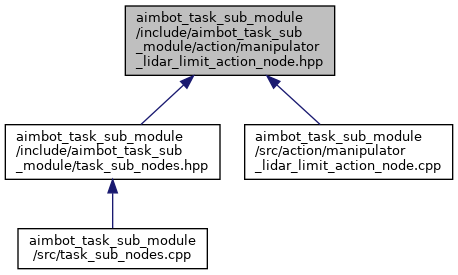 aimbot_task_sub_module
/include/aimbot_task_sub
_module/action/manipulator
_lidar_limit_action_node.hpp
aimbot_task_sub_module
/include/aimbot_task_sub
_module/task_sub_nodes.hpp
aimbot_task_sub_module
/src/action/manipulator
_lidar_limit_action_node.cpp
aimbot_task_sub_module
/src/task_sub_nodes.cpp